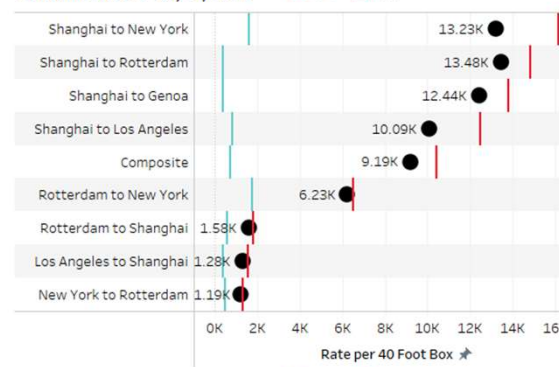 Shanghai to New York 13.23K
Shanghai to Rotterdam 13.48K
Shanghai to Genoa 12.44K
Shanghai to Los Angeles 10.09K
Composite 9.19K
Rotterdam to New York 6.23K
Rotterdam to Shanghai 1.58K
Los Angeles to Shanghai 1.28K
New York to Rotterdam 1.19K
0K 2K 4K 6K 8K 10K 12K 14K 16
Rate per 40 Foot Box